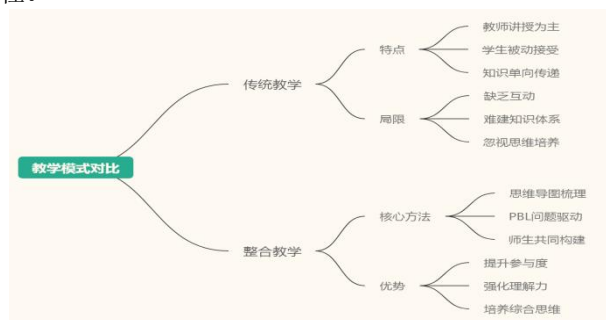 教师讲授为主
特点
学生被动接受
知识单向传递
传统教学
缺乏互动
局限
难建知识体系
忽视思维培养
教学模式对比
思维导图梳理
核心方法
PBL问题驱动
师生共同构建
整合教学
提升参与度
优势
强化理解力
培养综合思维